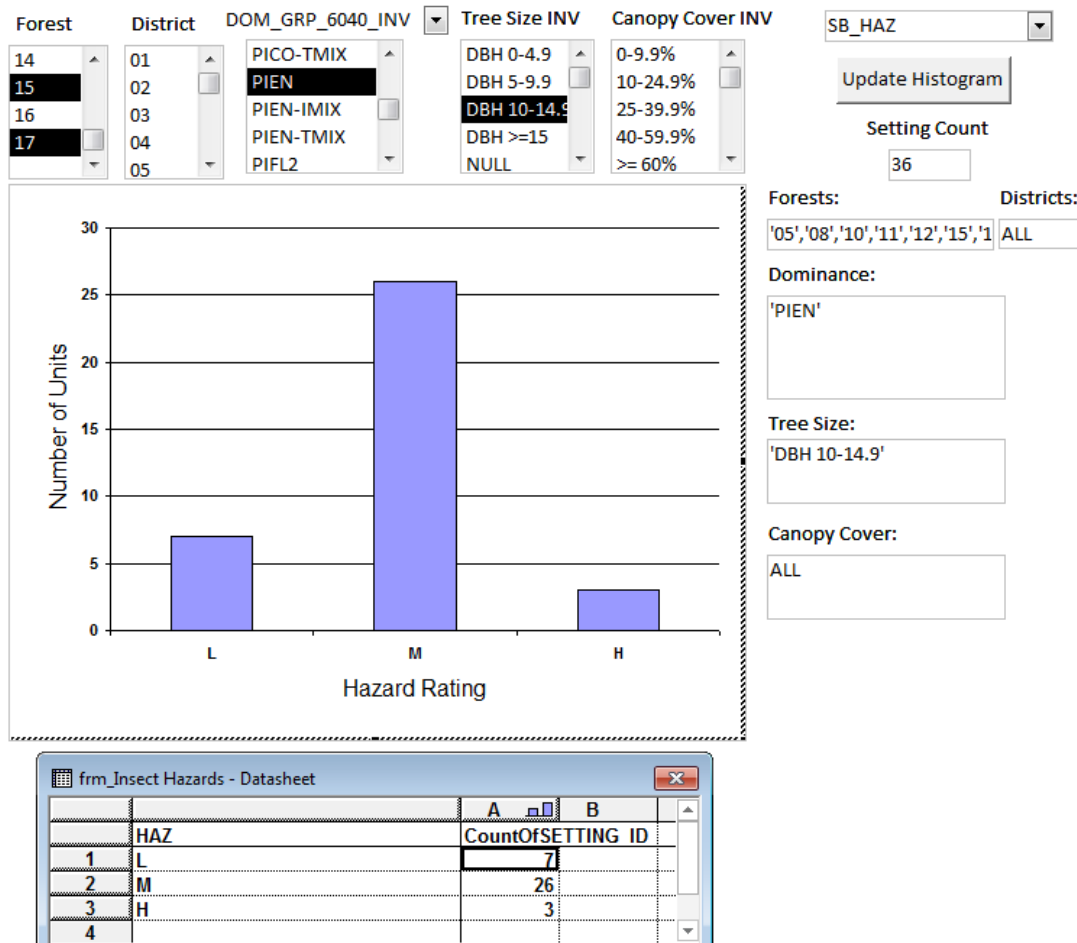 Forest District DOM_GRP_6040_INV Tree Size INV Canopy Cover INV SB_HAZ
14 01 PICO-TMIX DBH 0-4.9 0-9.9%
15 02 PIEN DBH 5-9.9 10-24.9% Update Histogram
16 03 PIEN-IMIX DBH 10-14.9 25-39.9%
17 04 PIEN-TMIX DBH >=15 40-59.9% Setting Count
05 PIFL2 NULL >= 60% 36
Forests: Districts:
'05','08','10','11','12','15','1 ALL
Dominance:
'PIEN'
Tree Size:
'DBH 10-14.9'
Canopy Cover:
ALL
30
25
20
15
10
5
0
Number of Units
L M H
Hazard Rating
frm_Insect Hazards - Datasheet
A B
HAZ CountOfSETTING_ID
1 L 7
2 M 26
3 H 3
4